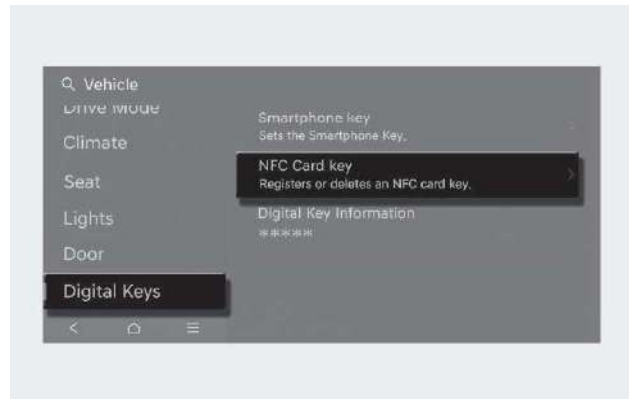 Vehicle
Drive Mode
Climate
Seat
Lights
Door
Digital Keys
Smartphone key
Sets the Smartphone Key.
NFC Card key
Registers or deletes an NFC card key.
Digital Key Information
*****